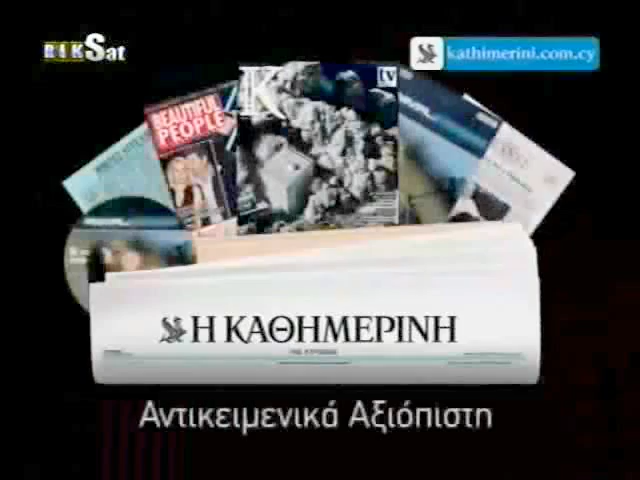 RIK Sat
kathimerini.com.cy
BEAUTIFUL
PEOPLE
K
tv
Η ΚΑΘΗΜΕΡΙΝΗ
Αντικειμενικά Αξιόπιστη